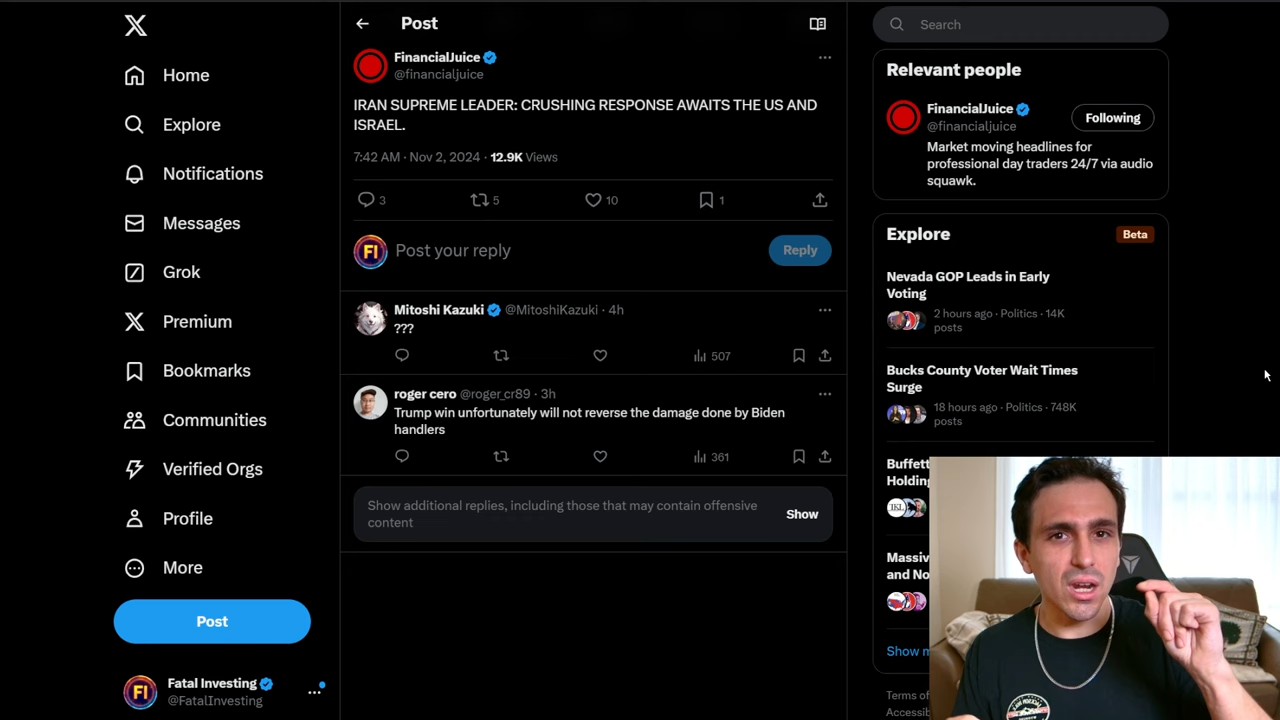 Home
Explore
Notifications
Messages
Grok
Premium
Bookmarks
Communities
Verified Orgs
Profile
More
Post
Fatal Investing
@FatalInvesting
Post
FinancialJuice
@financialjuice
IRAN SUPREME LEADER: CRUSHING RESPONSE AWAITS THE US AND
ISRAEL.
7:42 AM · Nov 2, 2024 · 12.9K Views
3
5
10
1
FI
Post your reply
Reply
Mitoshi Kazuki @MitoshiKazuki · 4h
???
507
roger cero @roger_cr89 · 3h
Trump win unfortunately will not reverse the damage done by Biden
handlers
361
Show additional replies, including those that may contain offensive
content
Show
Search
Relevant people
FinancialJuice
@financialjuice
Following
Market moving headlines for
professional day traders 24/7 via audio
squawk.
Explore
Beta
Nevada GOP Leads in Early
Voting
2 hours ago · Politics · 14K
posts
Bucks County Voter Wait Times
Surge
18 hours ago · Politics · 748K
posts
Buffett
Holding
Massiv
and No
Show m
Terms of
Accessib
FI